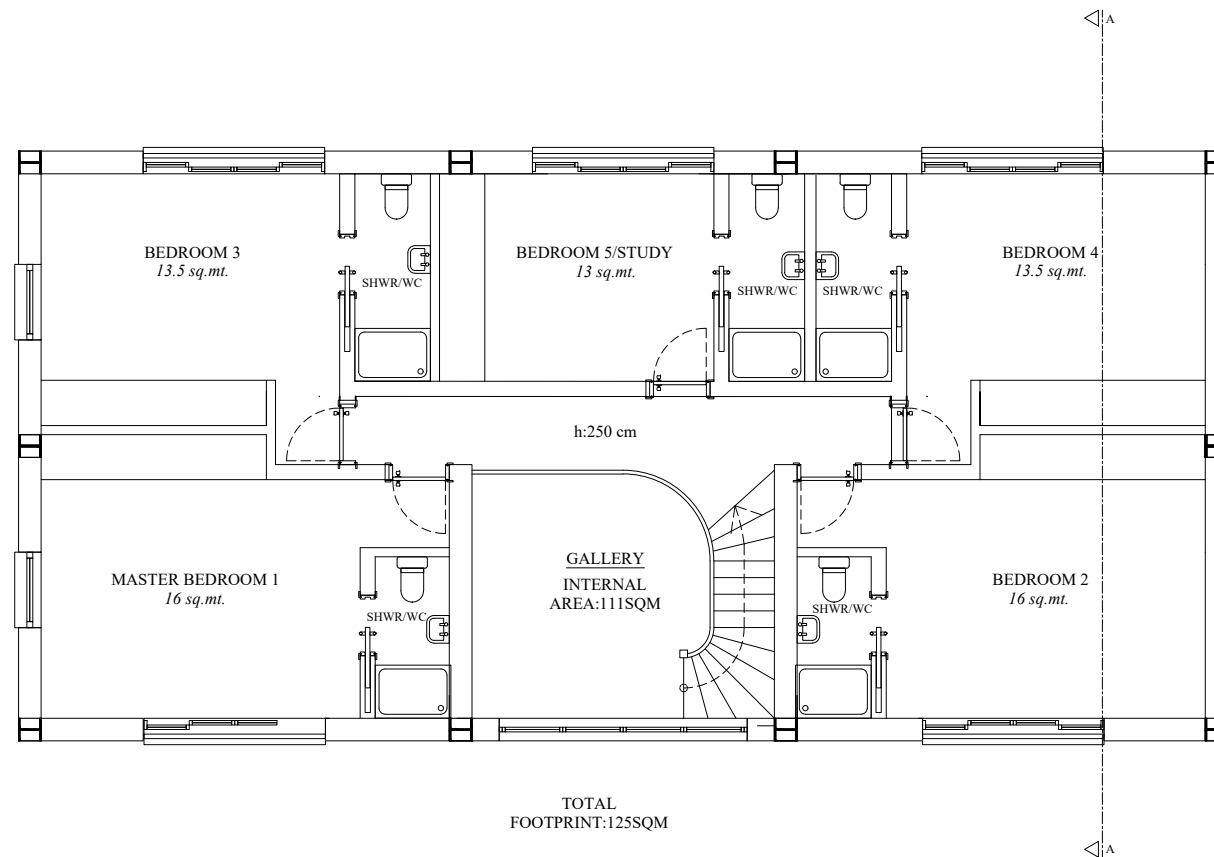 A
BEDROOM 3
13.5 sq.mt.
BEDROOM 5/STUDY
13 sq.mt.
BEDROOM 4
13.5 sq.mt.
SHWR/WC
SHWR/WC
SHWR/WC
h:250 cm
GALLERY
INTERNAL
AREA:111SQM
MASTER BEDROOM 1
16 sq.mt.
BEDROOM 2
16 sq.mt.
SHWR/WC
SHWR/WC
TOTAL
FOOTPRINT:125SQM
A